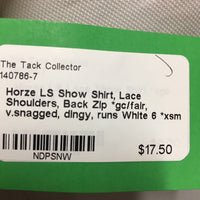 The Tack Collector
140786-7
Horze LS Show Shirt, Lace
Shoulders, Back Zip *gc/fair,
v.snagged, dingy, runs White 6 *xsm
$17.50
NDPSNW